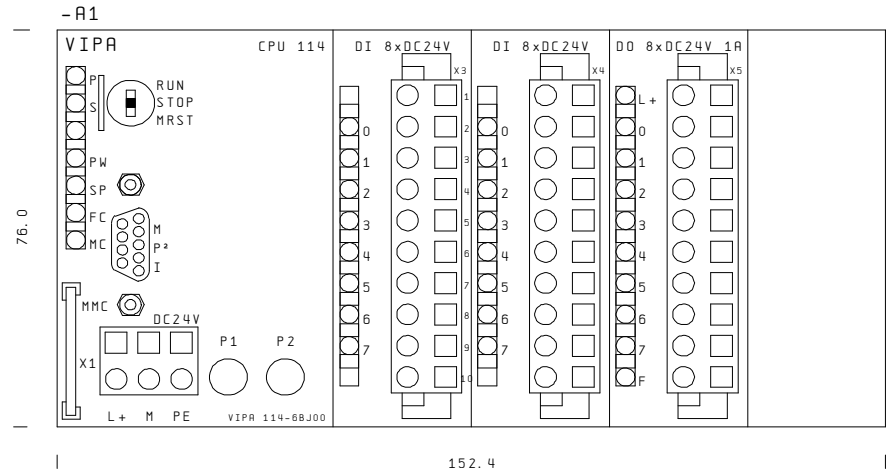 -A1
VIPA
CPU 114
DI 8xDC24V
DI 8xDC24V
DO 8xDC24V 1A
X3
X4
X5
P
RUN
S
STOP
MRST
PW
SP
FC
MC
M
P²
I
MMC
DC24V
X1
P1
P2
L+ M PE
VIPA 114-6BJ00
0
1
2
3
4
5
6
7
1
2
3
4
5
6
7
8
9
10
0
1
2
3
4
5
6
7
L+
0
1
2
3
4
5
6
7
F
76.0
152.4